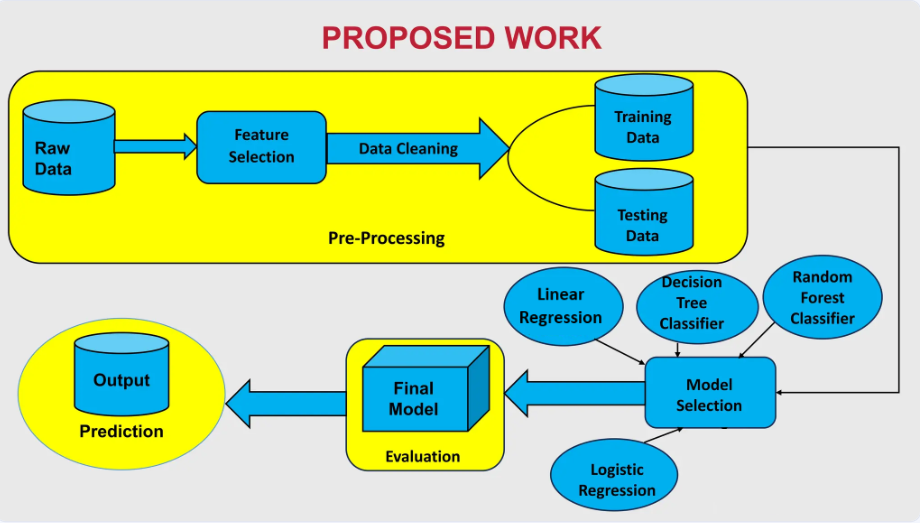 PROPOSED WORK
Raw
Data
Feature
Selection
Data Cleaning
Training
Data
Testing
Data
Pre-Processing
Linear
Regression
Decision
Tree
Classifier
Random
Forest
Classifier
Model
Selection
Logistic
Regression
Final
Model
Evaluation
Output
Prediction